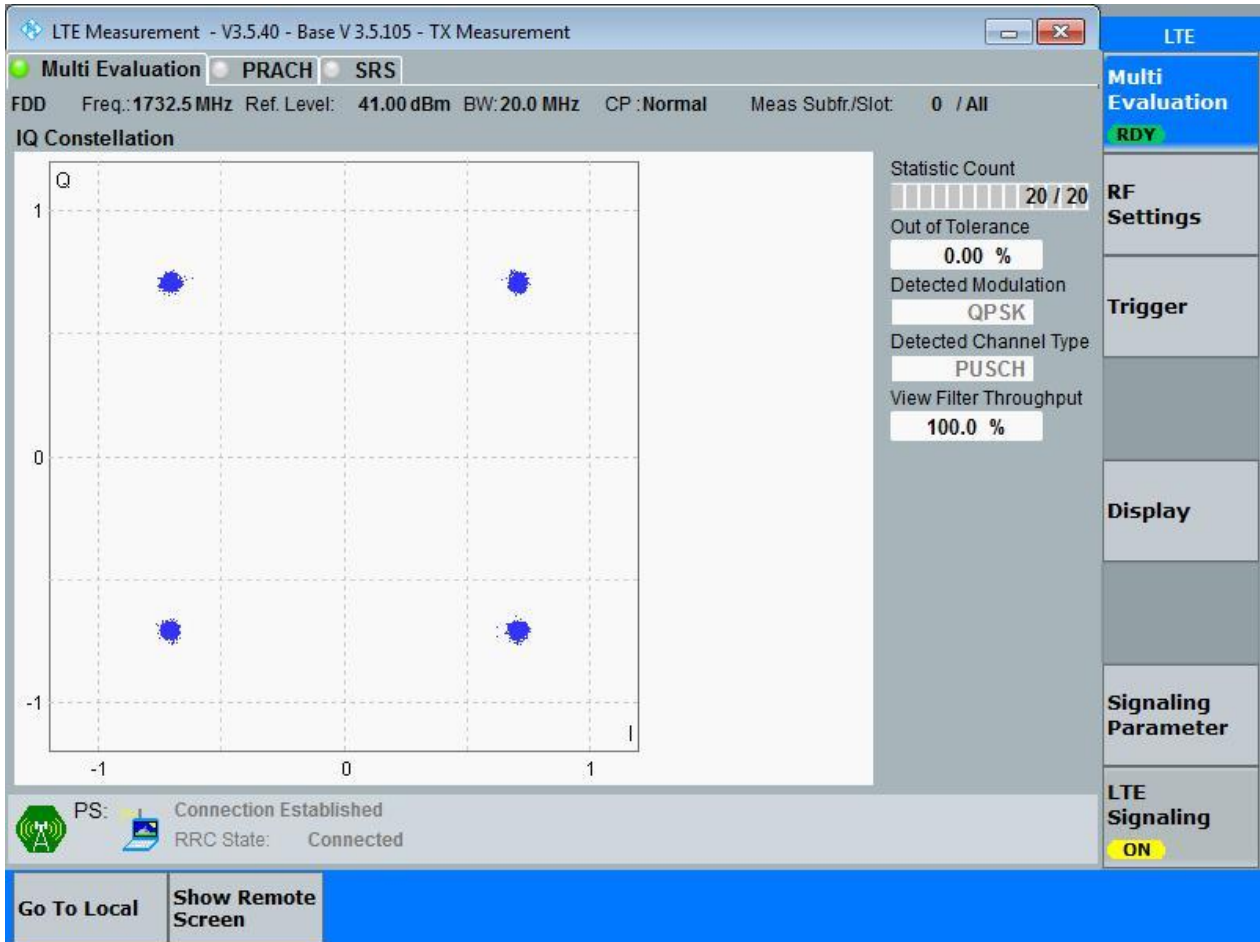 LTE Measurement - V3.5.40 - Base V 3.5.105 - TX Measurement
LTE
Multi Evaluation PRACH SRS
FDD Freq.: 1732.5 MHz Ref. Level: 41.00 dBm BW: 20.0 MHz CP : Normal Meas Subfr./Slot: 0 / All
IQ Constellation
Q
1
0
-1
I
-1 0 1
Statistic Count
20 / 20
Out of Tolerance
0.00 %
Detected Modulation
QPSK
Detected Channel Type
PUSCH
View Filter Throughput
100.0 %
Multi
Evaluation
RDY
RF
Settings
Trigger
Display
Signaling
Parameter
LTE
Signaling
ON
PS: Connection Established
RRC State: Connected
Go To Local
Show Remote
Screen